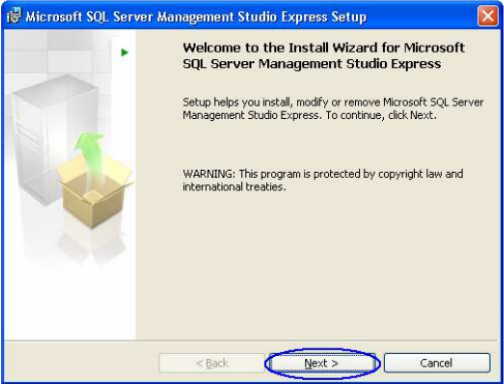 Microsoft SQL Server Management Studio Express Setup
Welcome to the Install Wizard for Microsoft
SQL Server Management Studio Express
Setup helps you install, modify or remove Microsoft SQL Server
Management Studio Express. To continue, click Next.
WARNING: This program is protected by copyright law and
international treaties.
< Back Next > Cancel